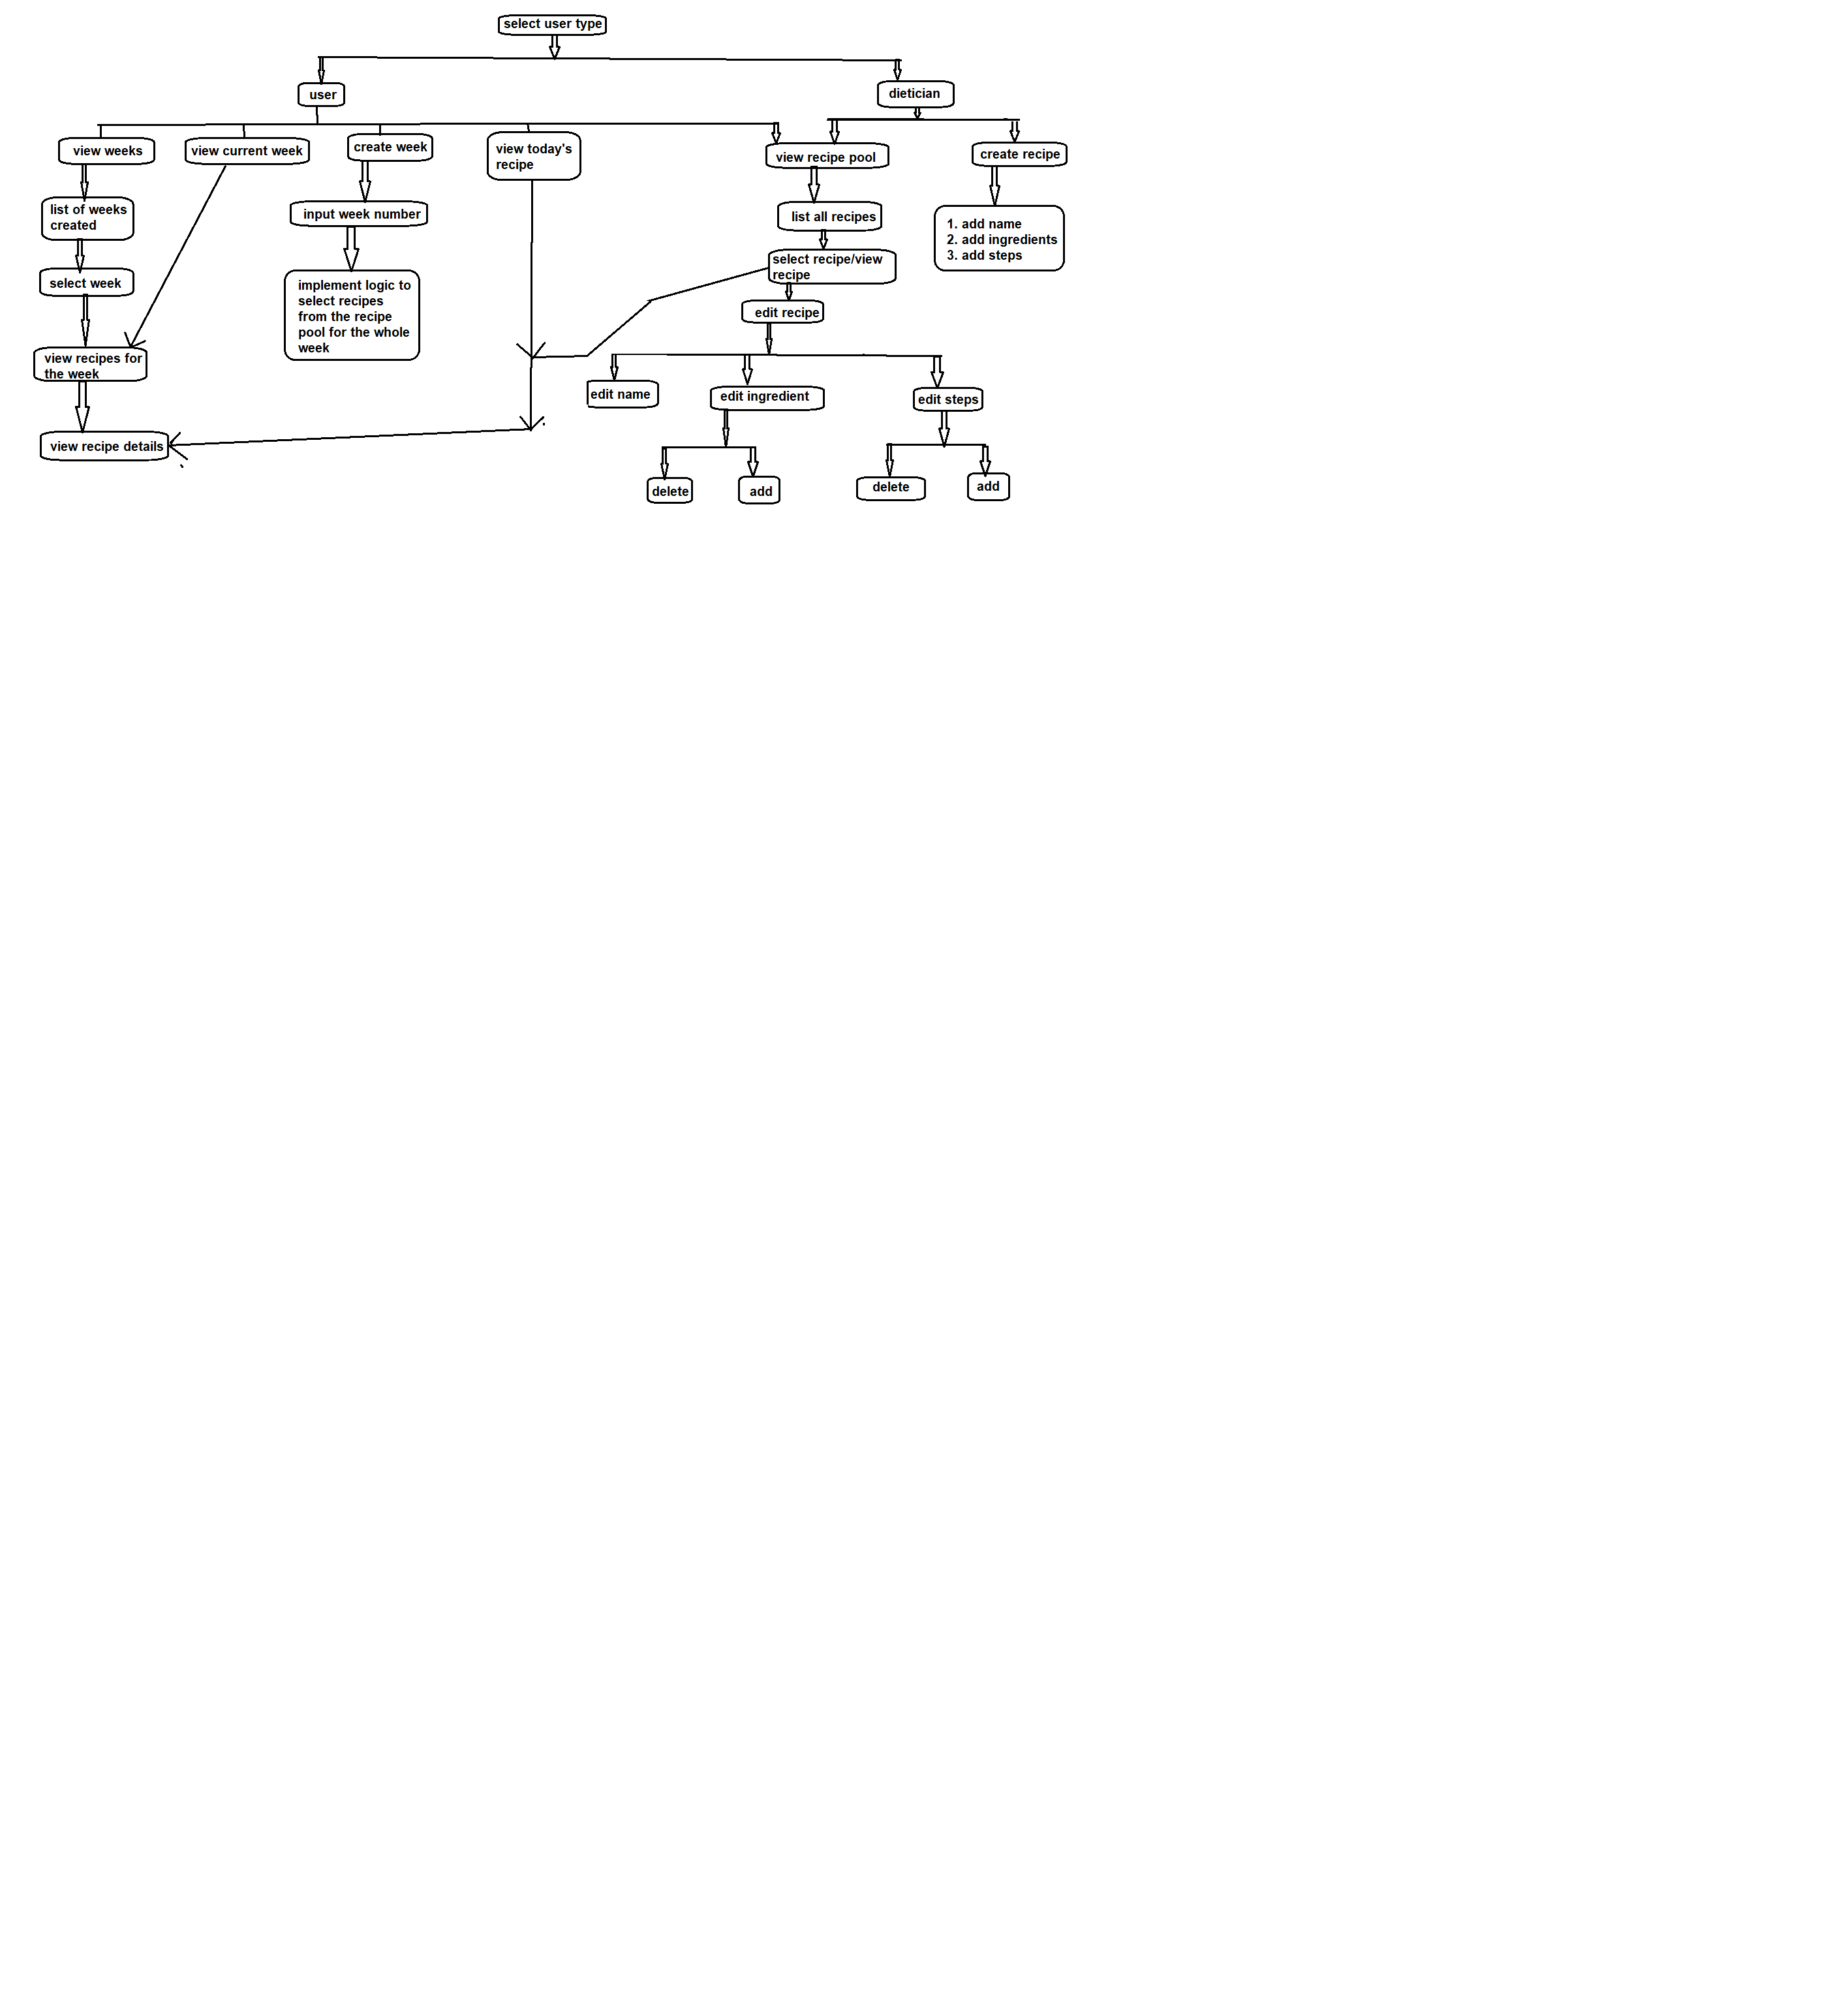 select user type
user
dietician
view weeks
view current week
create week
view today's
recipe
view recipe pool
create recipe
list of weeks
created
input week number
list all recipes
1. add name
2. add ingredients
3. add steps
select week
implement logic to
select recipes
from the recipe
pool for the whole
week
select recipe/view
recipe
edit recipe
view recipes for
the week
edit name
edit ingredient
edit steps
view recipe details
delete
add
delete
add